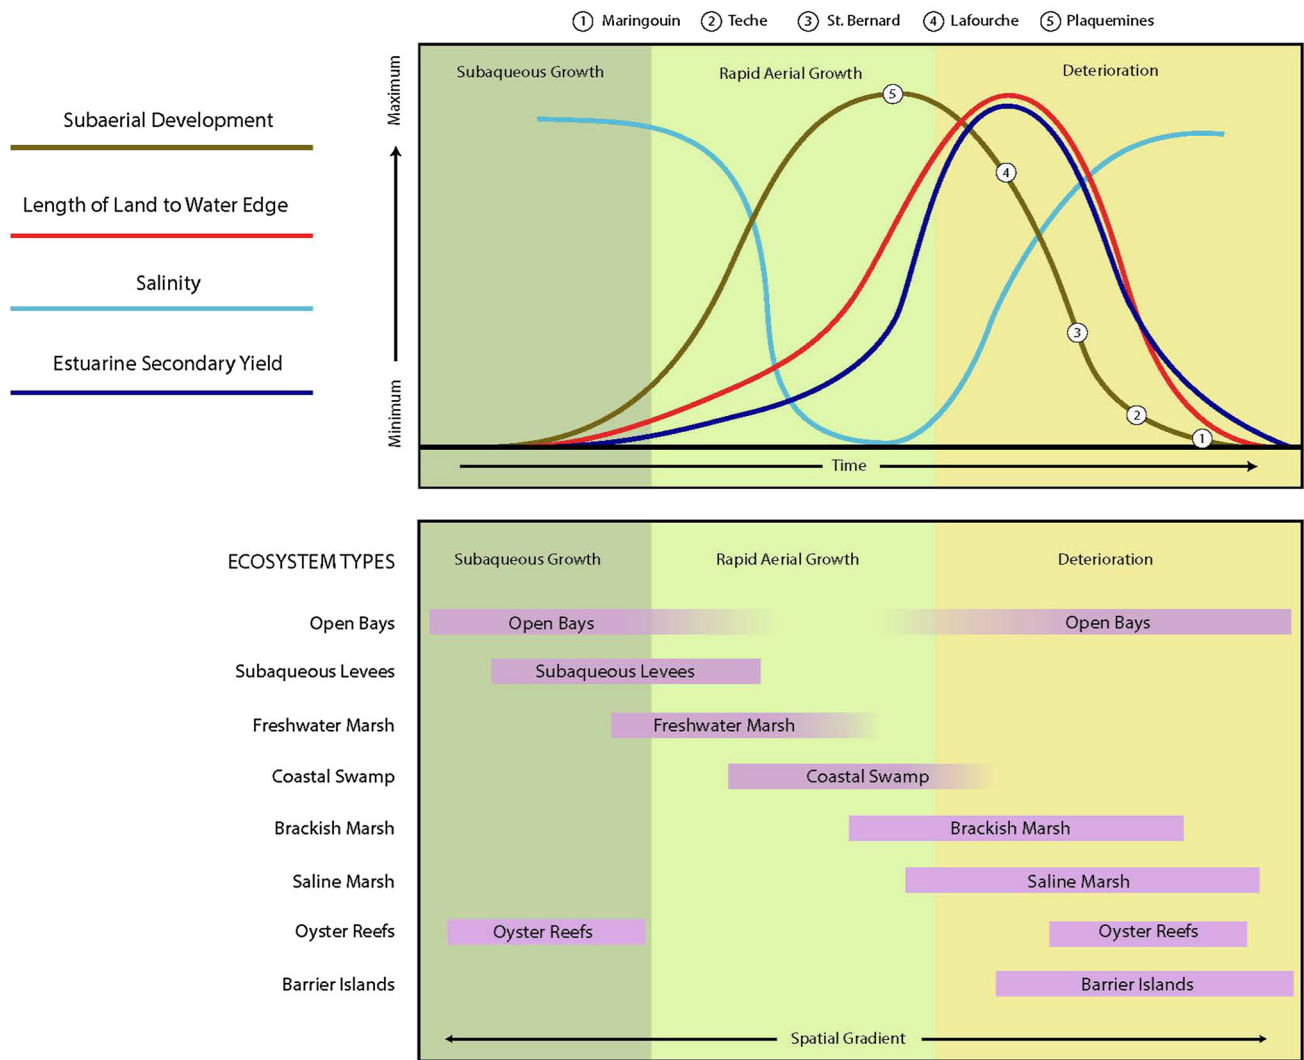 1 Maringouin 2 Teche 3 St. Bernard 4 Lafourche 5 Plaquemines
Subaqueous Growth Rapid Aerial Growth Deterioration
Subaerial Development
Length of Land to Water Edge
Salinity
Estuarine Secondary Yield
Maximum
Minimum
5
4
3
2
1
Time
ECOSYSTEM TYPES
Subaqueous Growth Rapid Aerial Growth Deterioration
Open Bays Open Bays Open Bays
Subaqueous Levees Subaqueous Levees
Freshwater Marsh Freshwater Marsh
Coastal Swamp Coastal Swamp
Brackish Marsh Brackish Marsh
Saline Marsh Saline Marsh
Oyster Reefs Oyster Reefs Oyster Reefs
Barrier Islands Barrier Islands
Spatial Gradient